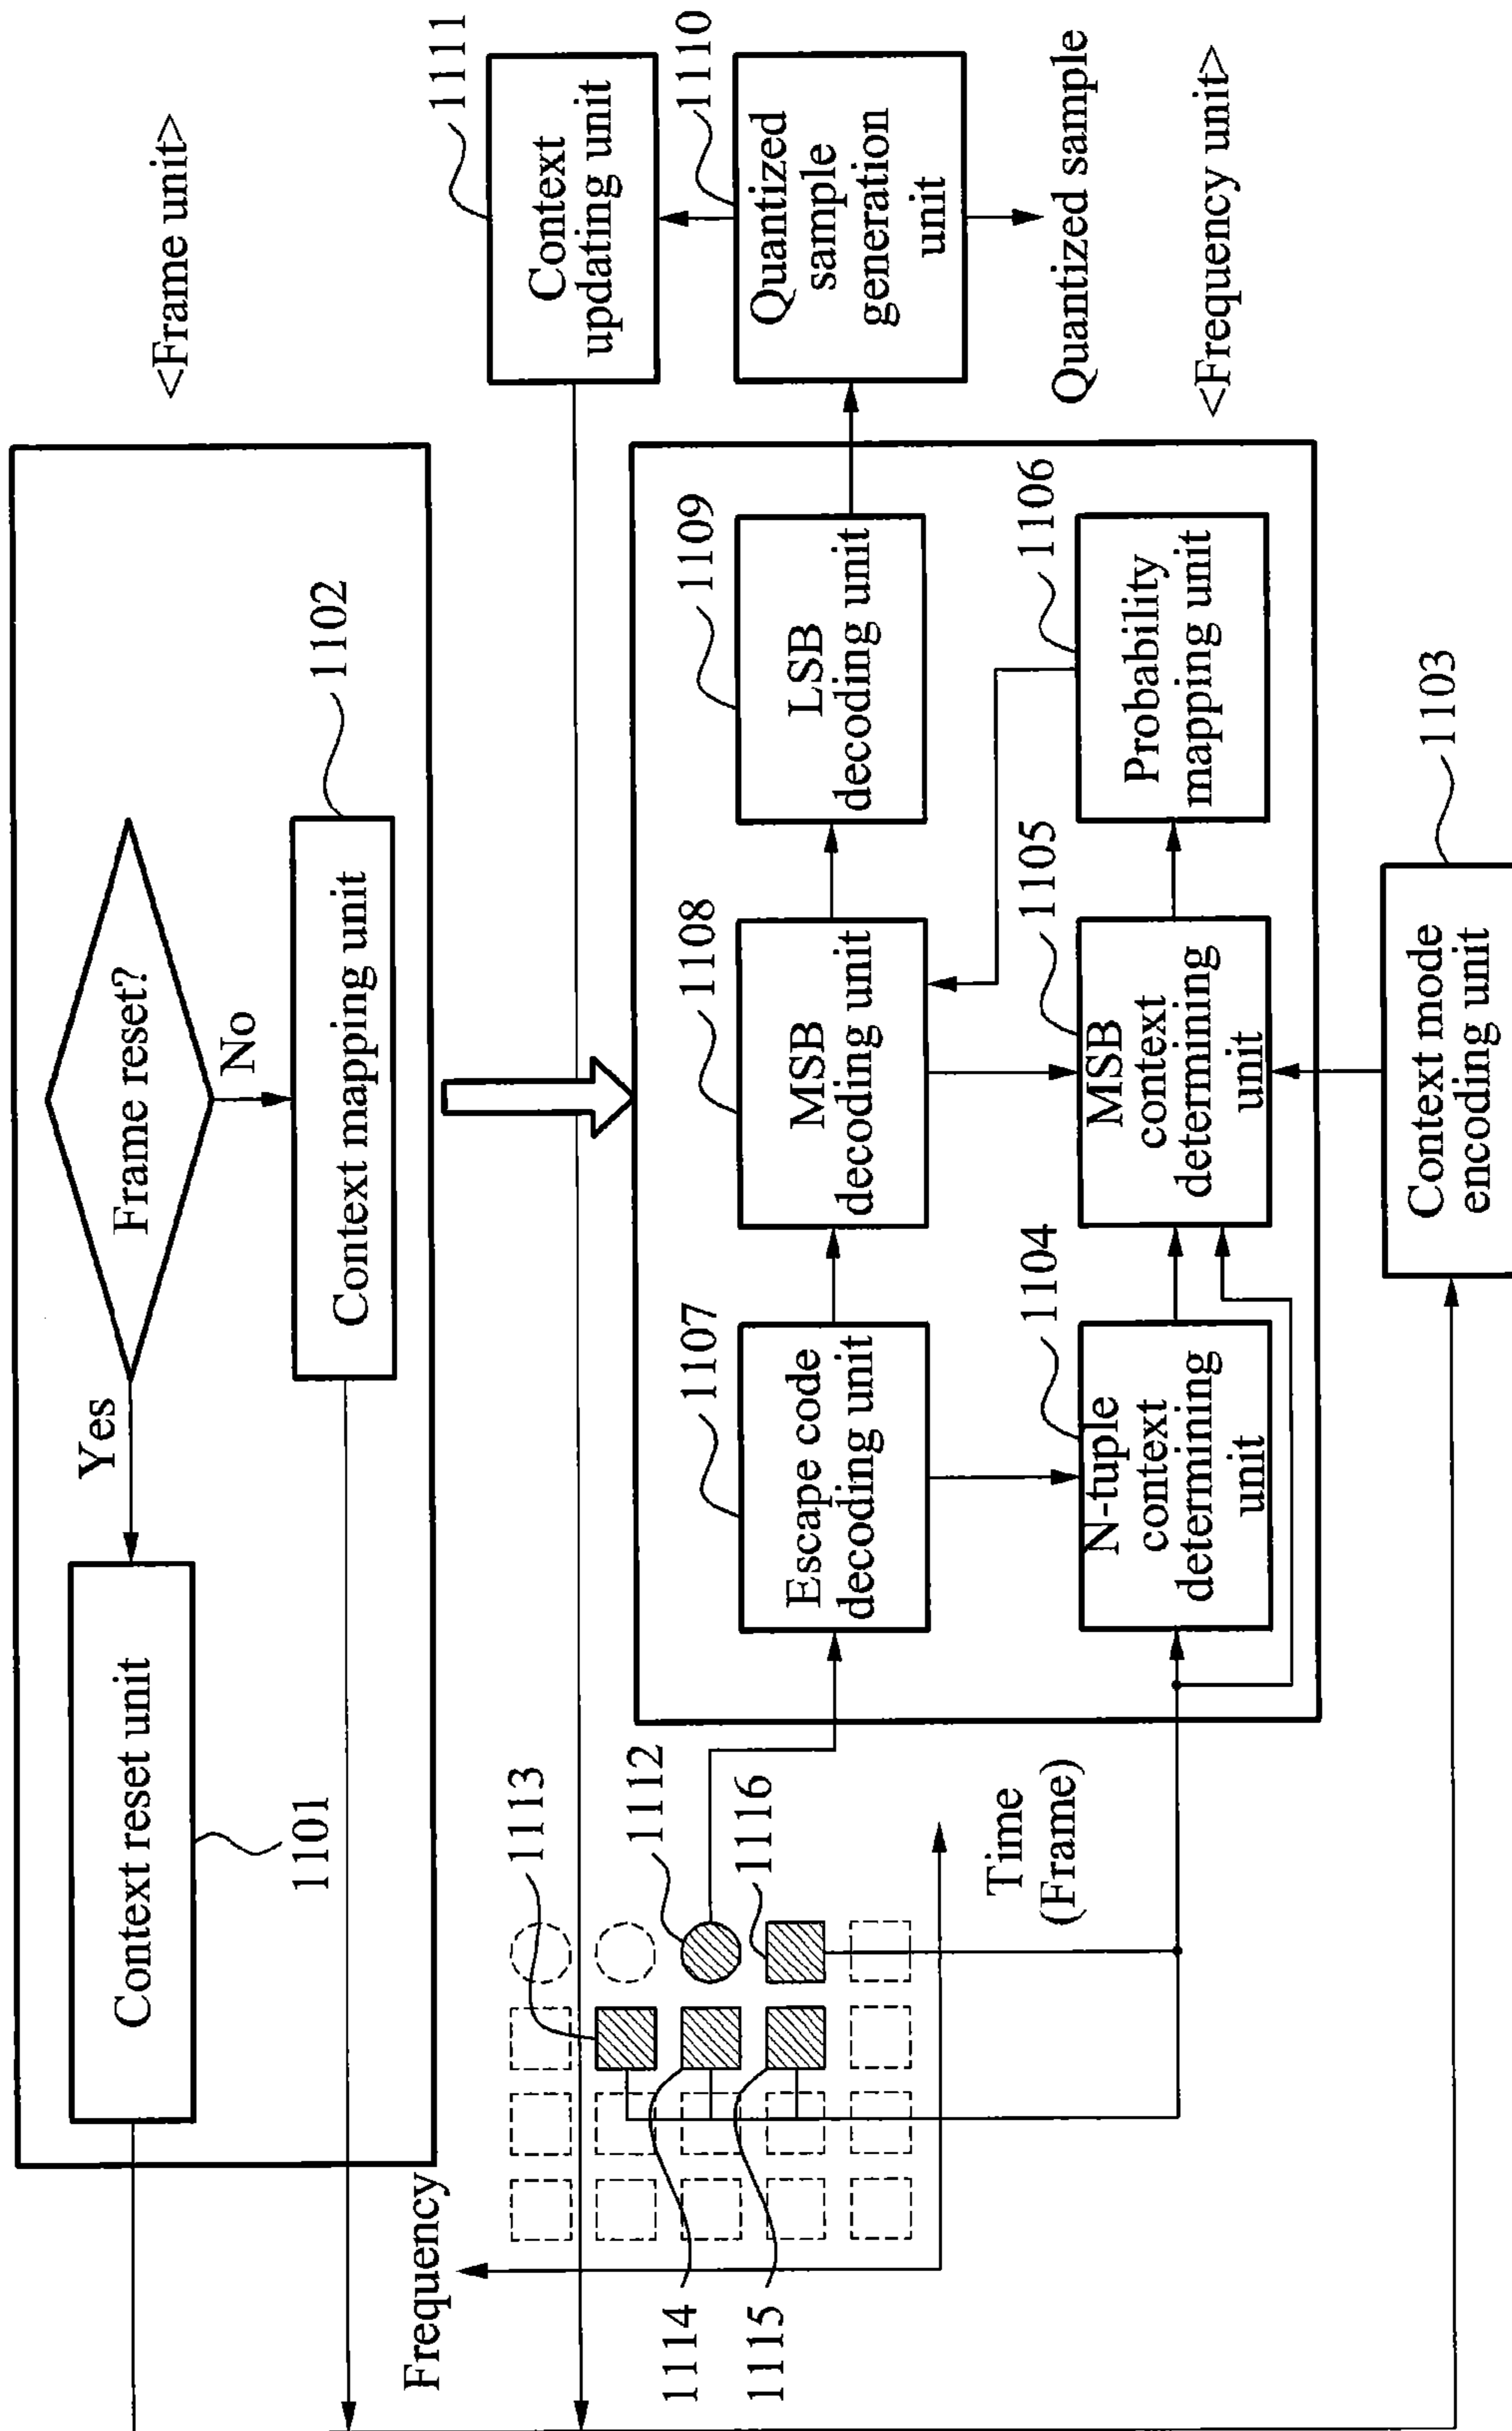 <Frame unit>
Frame reset?
Yes
No
Context reset unit
1101
Context mapping unit
1102
Context
updating unit
1111
Quantized
sample
generation
unit
1110
Quantized sample
<Frequency unit>
Escape code
decoding unit
1107
MSB
decoding unit
1108
LSB
decoding unit
1109
N-tuple
context
determining
unit
1104
MSB
context
determining
unit
1105
Probability
mapping unit
1106
Context mode
encoding unit
1103
Frequency
1113
1112
1116
1114
1115
Time
(Frame)